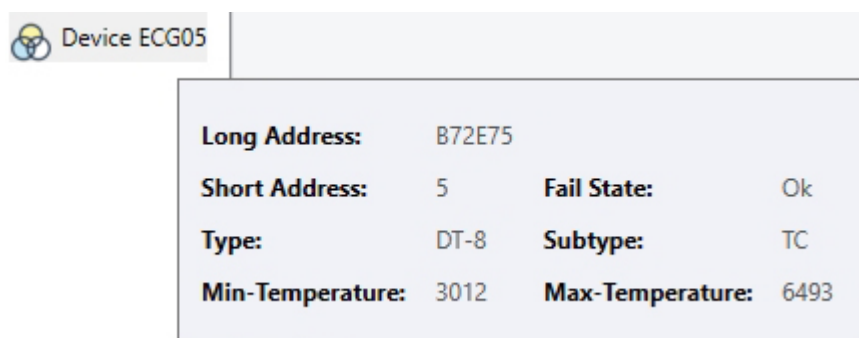 Device ECG05
Long Address: B72E75
Short Address: 5 Fail State: Ok
Type: DT-8 Subtype: TC
Min-Temperature: 3012 Max-Temperature: 6493